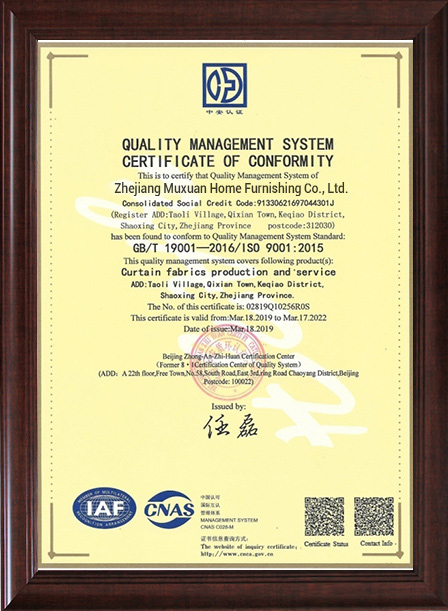 中安认证
QUALITY MANAGEMENT SYSTEM
CERTIFICATE OF CONFORMITY
This is to certify that Quality Management System of
Zhejiang Muxuan Home Furnishing Co., Ltd.
Consolidated Social Credit Code:91330621697044301J
(Register ADD:Taoli Village,Qixian Town,Keqiao District,
Shaoxing City,Zhejiang Province postcode:312030)
has been found to conform to Quality Management System Standard:
GB/T 19001—2016/ISO 9001:2015
This quality management system covers following product(s):
Curtain fabrics production and service
ADD:Taoli Village,Qixian Town,Keqiao District,
Shaoxing City,Zhejiang Province.
The No. of this certificate is: 02819Q10256R0S
This certificate is valid from:Mar.18.2019 to Mar.17.2022
Date of issue:Mar.18.2019
Beijing Zhong-An-Zhi-Huan Certification Center
(Former 8·1Certification Center of Quality System)
(ADD: A 22th floor,Free Town,No.58,South Road,East 3rd,ring Road Chaoyang District,Beijing
Postcode: 100022)
Issued by:
任磊
IAF
CNAS
中国认可
国际互认
管理体系
MANAGEMENT SYSTEM
CNAS C028-M
证书信息查询方式:
The website of inquiry certificate:
http://www.cnca.gov.cn
Certificate Status
Contact Info